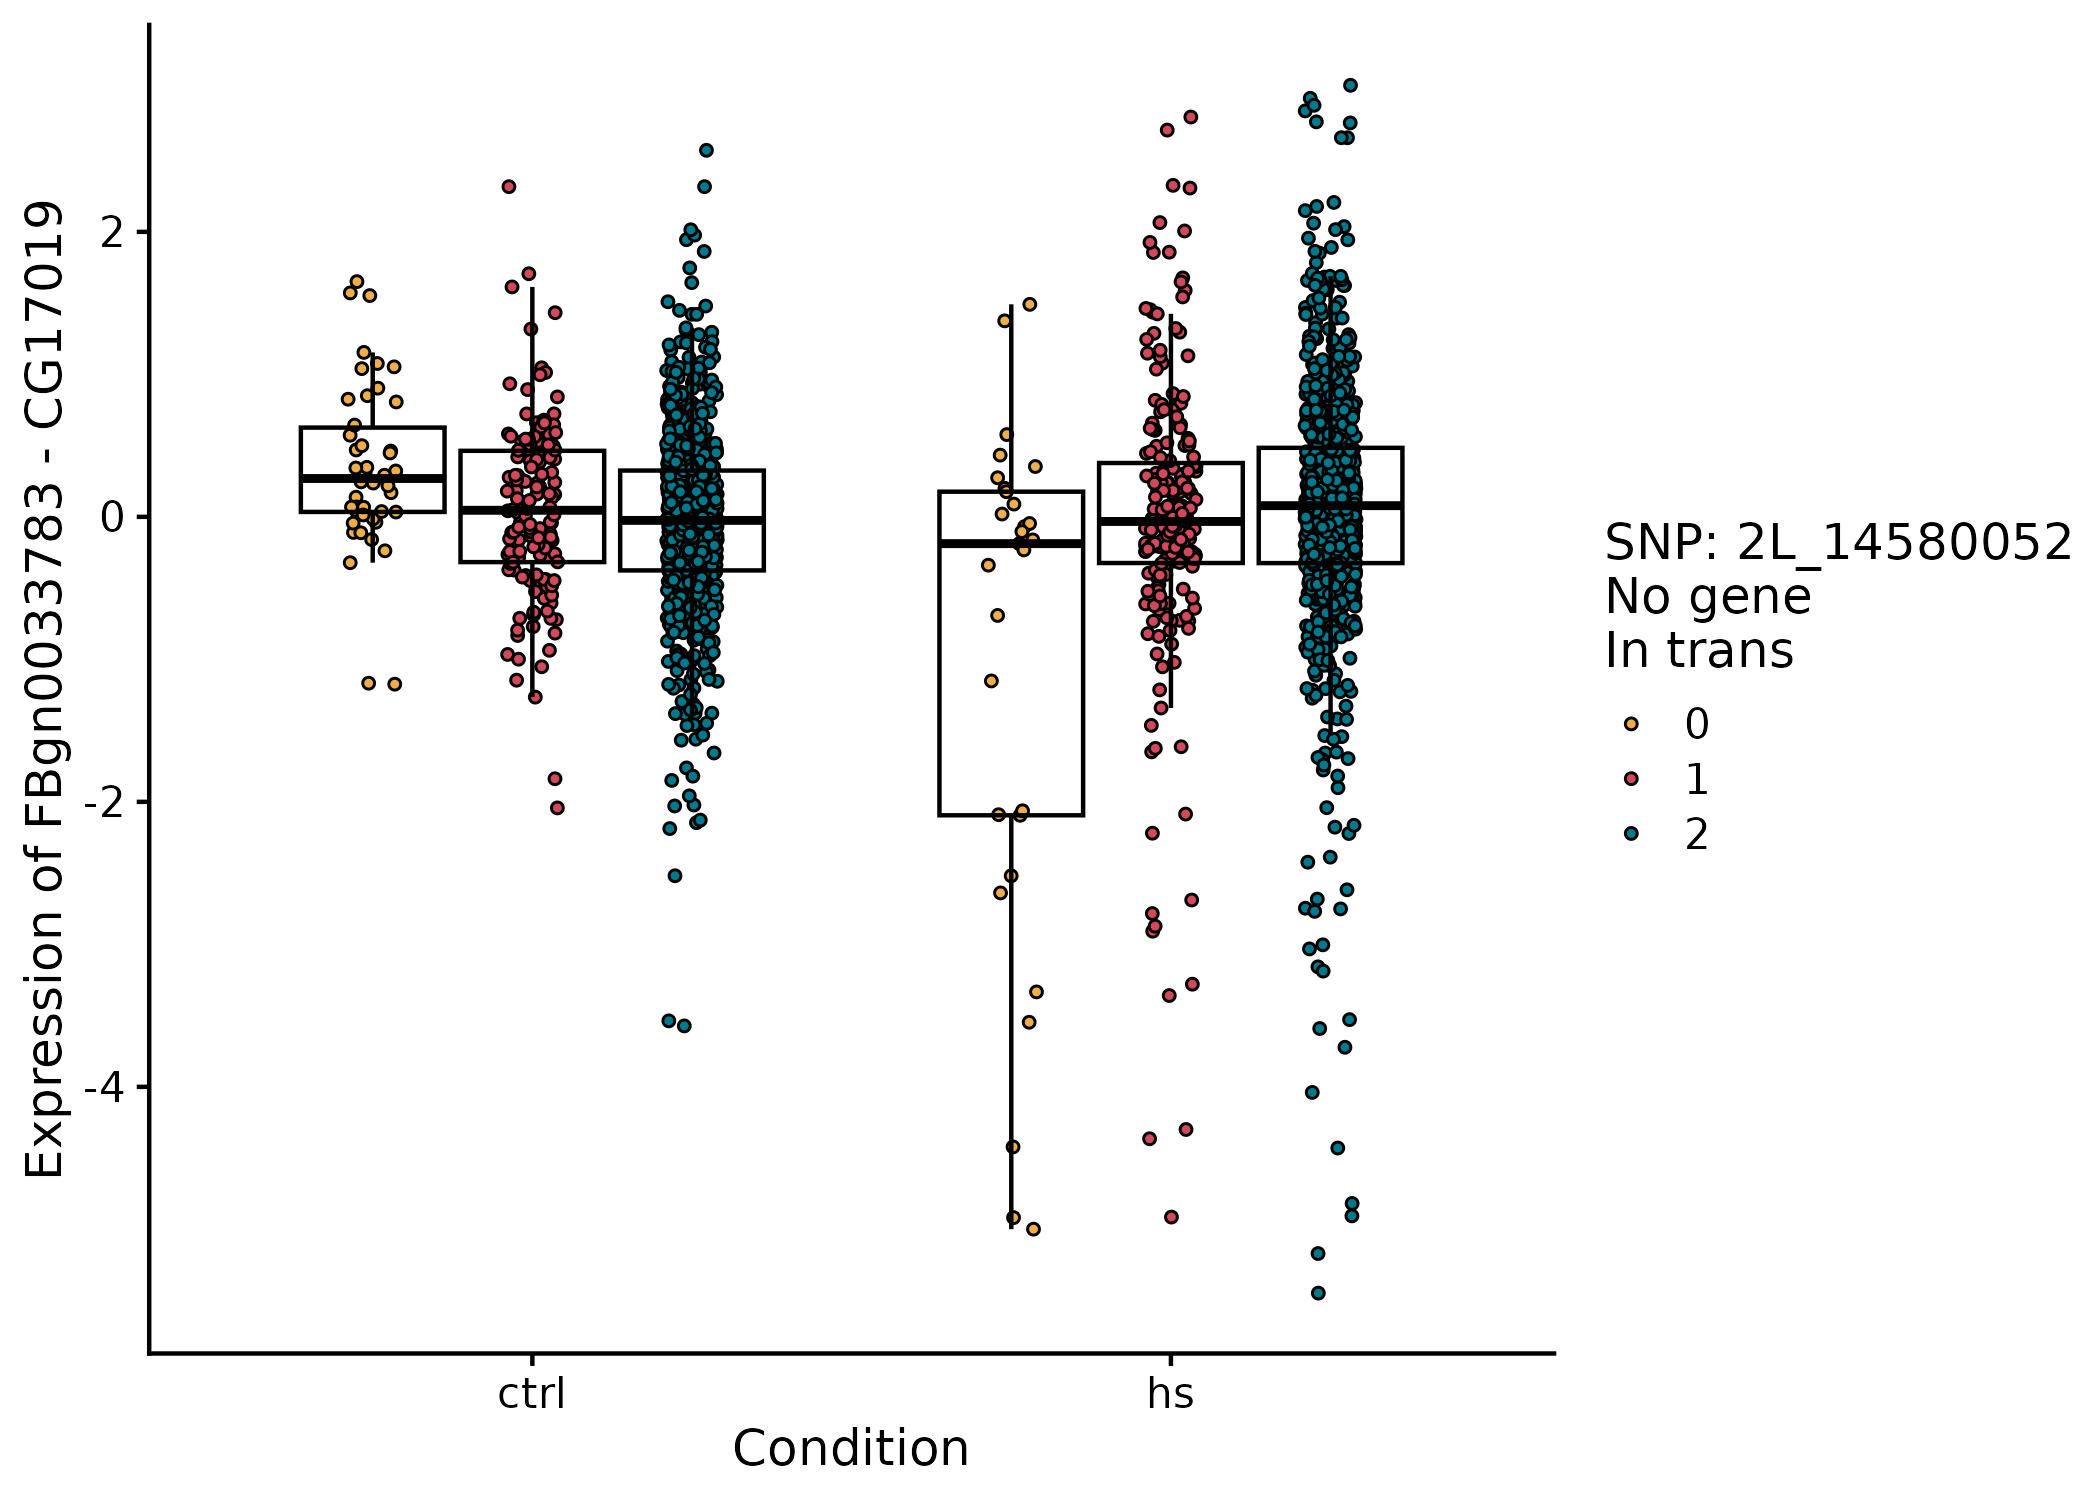 Expression of FBgn0033783 - CG17019
2
0
-2
-4
ctrl
hs
Condition
SNP: 2L_14580052
No gene
In trans
0
1
2